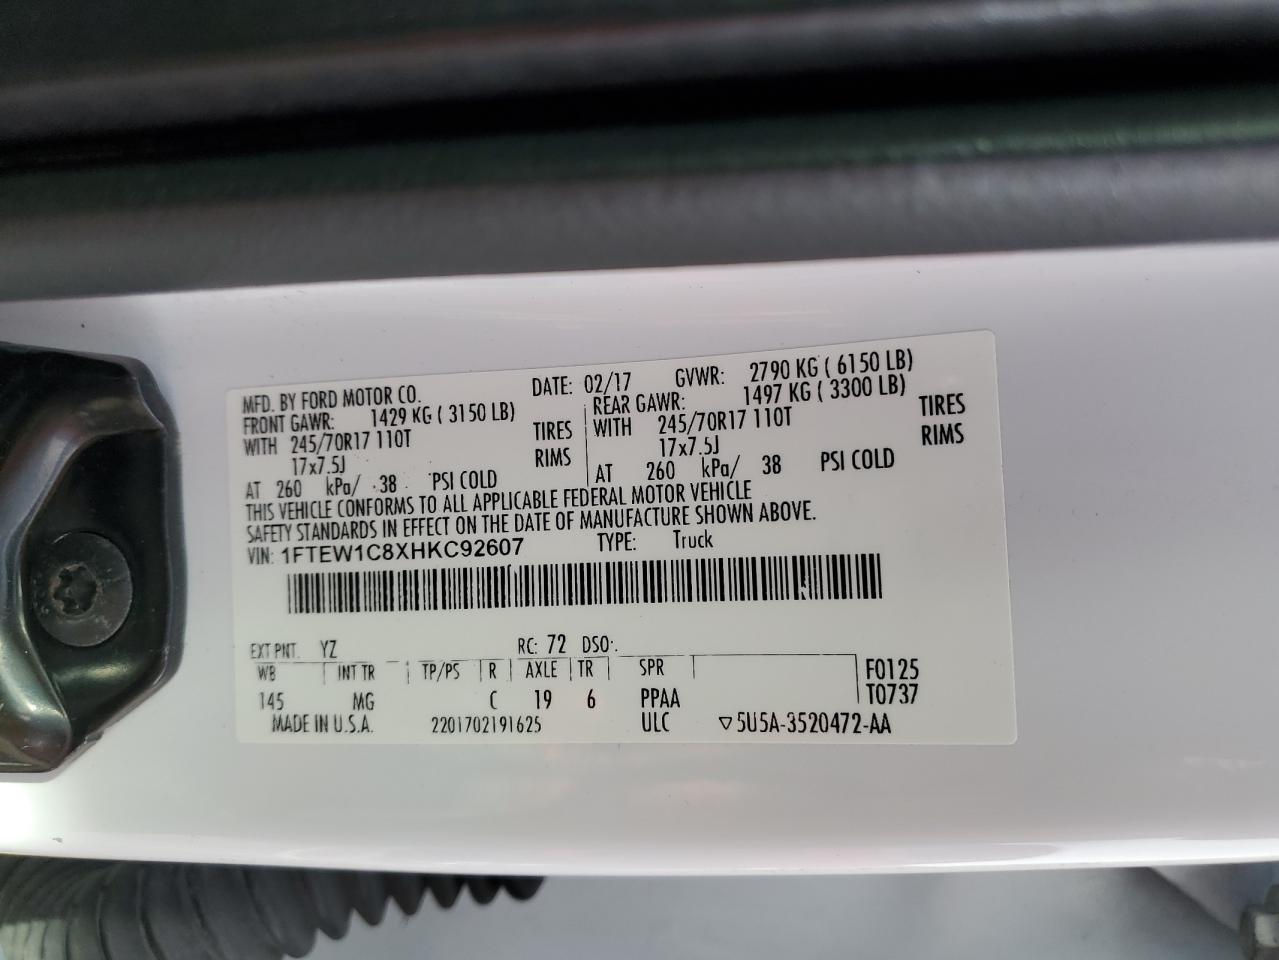 MFD. BY FORD MOTOR CO. DATE: 02/17 GVWR: 2790 KG ( 6150 LB)
FRONT GAWR: 1429 KG ( 3150 LB) REAR GAWR: 1497 KG ( 3300 LB)
WITH 245/70R17 110T TIRES WITH 245/70R17 110T TIRES
17x7.5J RIMS 17x7.5J RIMS
AT 260 kPa/ 38 PSI COLD AT 260 kPa/ 38 PSI COLD
THIS VEHICLE CONFORMS TO ALL APPLICABLE FEDERAL MOTOR VEHICLE
SAFETY STANDARDS IN EFFECT ON THE DATE OF MANUFACTURE SHOWN ABOVE.
VIN: 1FTEW1C8XHKC92607 TYPE: Truck
EXT PNT: YZ RC: 72 DSO:
WB INT TR TP/PS R AXLE TR SPR F0125
145 MG C 19 6 PPAA T0737
MADE IN U.S.A. 2201702191625 ULC ▽5U5A-3520472-AA